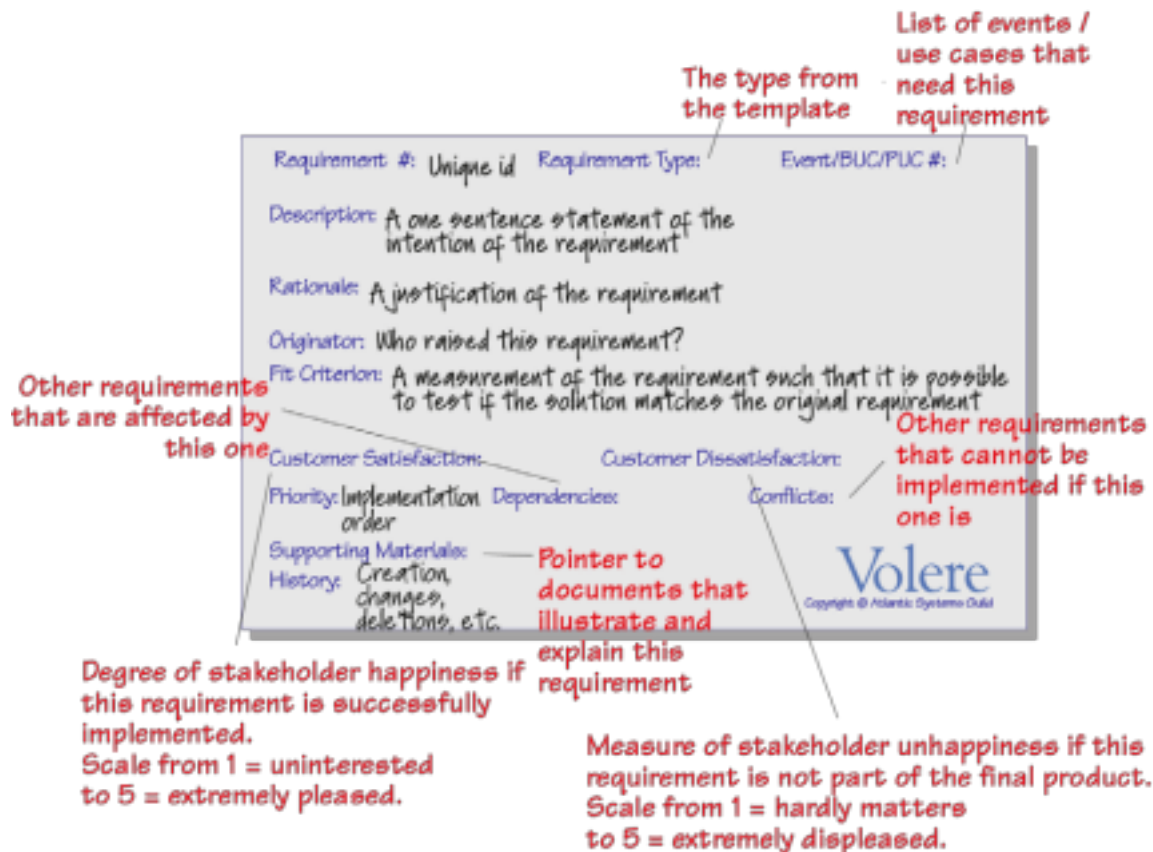 List of events /
use cases that
need this
requirement
The type from
the template
Requirement #: Unique id Requirement Type: Event/BUC/PUC #:
Description: A one sentence statement of the
intention of the requirement
Rationale: A justification of the requirement
Originator: Who raised this requirement?
Fit Criterion: A measurement of the requirement such that it is possible
to test if the solution matches the original requirement
Other requirements
that are affected by
this one
Customer Satisfaction: Customer Dissatisfaction:
Other requirements
that cannot be
implemented if this
one is
Priority: Implementation
order
Dependencies: Conflicts:
Supporting Materials:
Pointer to
documents that
illustrate and
explain this
requirement
History: Creation,
changes,
deletions, etc.
Volere
Copyright © Atlantic Systems Guild
Degree of stakeholder happiness if
this requirement is successfully
implemented.
Scale from 1 = uninterested
to 5 = extremely pleased.
Measure of stakeholder unhappiness if this
requirement is not part of the final product.
Scale from 1 = hardly matters
to 5 = extremely displeased.